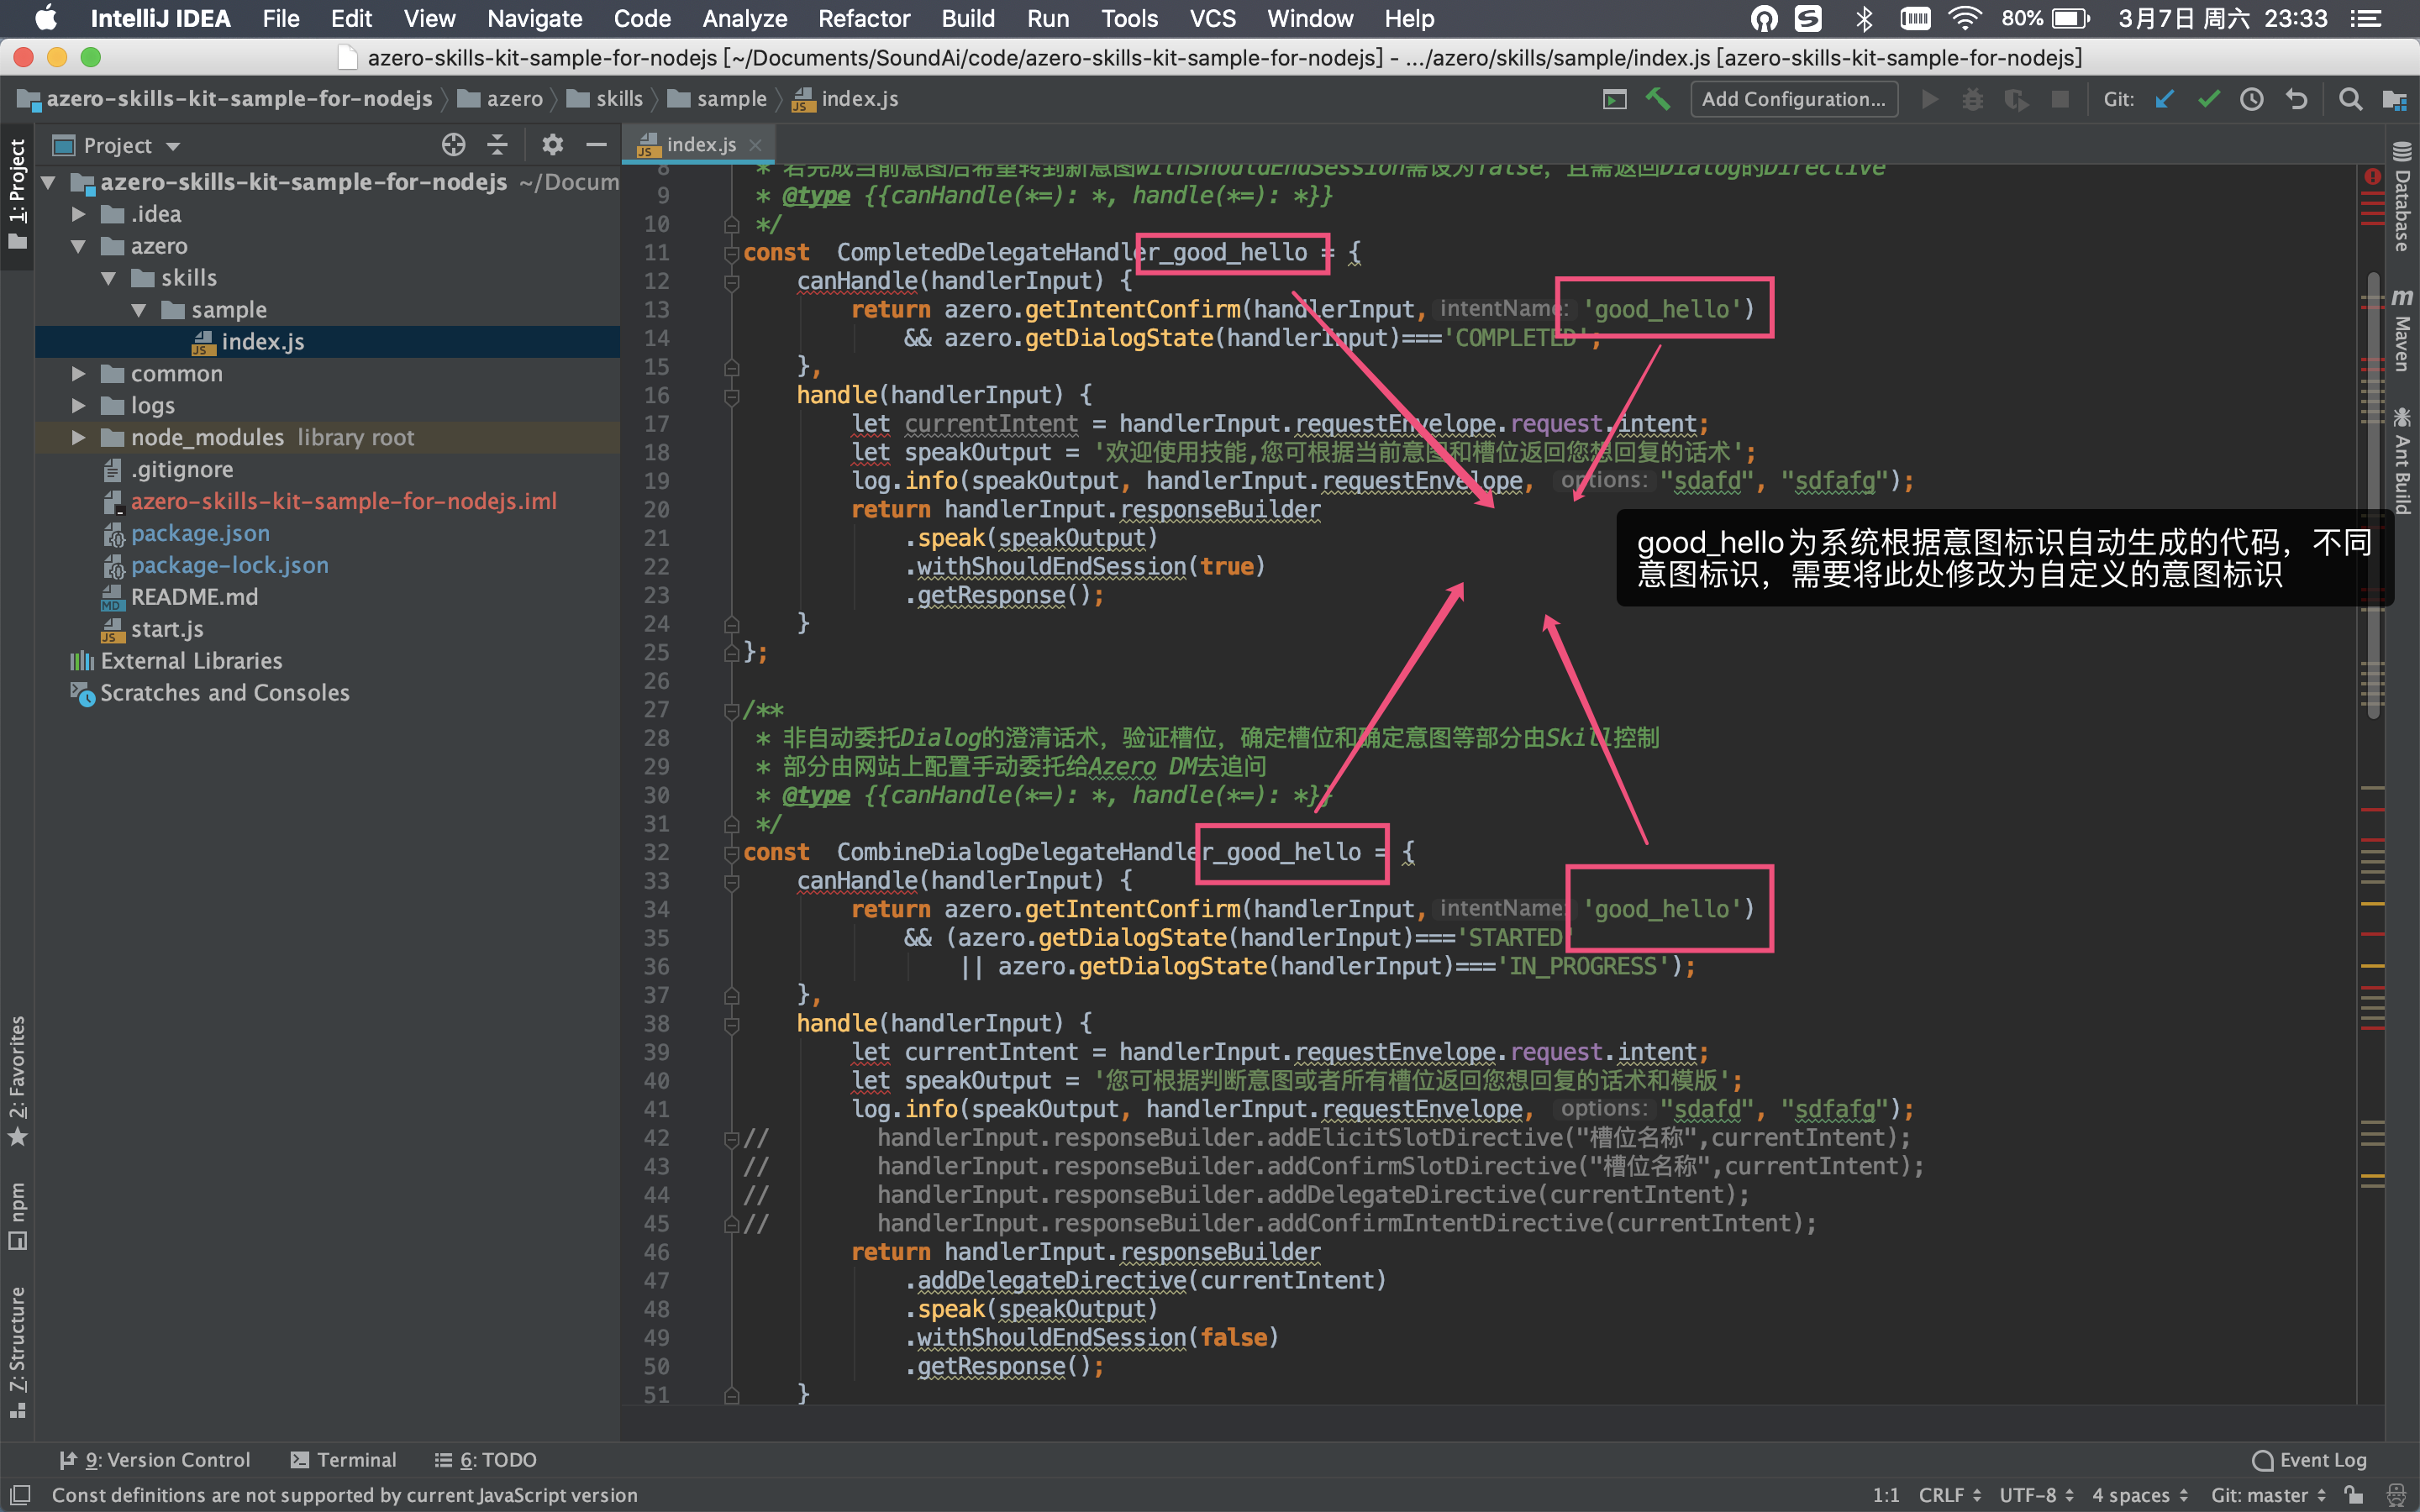 IntelliJ IDEA File Edit View Navigate Code Analyze Refactor Build Run Tools VCS Window Help 80% 3月7日 周六 23:33
azero-skills-kit-sample-for-nodejs [~/Documents/SoundAi/code/azero-skills-kit-sample-for-nodejs] - .../azero/skills/sample/index.js [azero-skills-kit-sample-for-nodejs]
azero-skills-kit-sample-for-nodejs azero skills sample index.js Add Configuration... Git:
Project
index.js
1: Project
azero-skills-kit-sample-for-nodejs ~/Docum
.idea
azero
skills
sample
index.js
common
logs
node_modules library root
.gitignore
azero-skills-kit-sample-for-nodejs.iml
package.json
package-lock.json
README.md
start.js
External Libraries
Scratches and Consoles
2: Favorites
npm
7: Structure
8 * 若完成当前意图后希望转到新意图withShouldEndSession需设为false，且需返回Dialog的Directive
9 * @type {{canHandle(*=): *, handle(*=): *}}
10 */
11 const CompletedDelegateHandler_good_hello = {
12 canHandle(handlerInput) {
13 return azero.getIntentConfirm(handlerInput, intentName: 'good_hello')
14 && azero.getDialogState(handlerInput)==='COMPLETED';
15 },
16 handle(handlerInput) {
17 let currentIntent = handlerInput.requestEnvelope.request.intent;
18 let speakOutput = '欢迎使用技能,您可根据当前意图和槽位返回您想回复的话术';
19 log.info(speakOutput, handlerInput.requestEnvelope, options: "sdafd", "sdfafg");
20 return handlerInput.responseBuilder
21 .speak(speakOutput)
22 .withShouldEndSession(true)
23 .getResponse();
24 }
25 };
26
27 /**
28 * 非自动委托Dialog的澄清话术，验证槽位，确定槽位和确定意图等部分由Skill控制
29 * 部分由网站上配置手动委托给Azero DM去追问
30 * @type {{canHandle(*=): *, handle(*=): *}}
31 */
32 const CombineDialogDelegateHandler_good_hello = {
33 canHandle(handlerInput) {
34 return azero.getIntentConfirm(handlerInput, intentName: 'good_hello')
35 && (azero.getDialogState(handlerInput)==='STARTED'
36 || azero.getDialogState(handlerInput)==='IN_PROGRESS');
37 },
38 handle(handlerInput) {
39 let currentIntent = handlerInput.requestEnvelope.request.intent;
40 let speakOutput = '您可根据判断意图或者所有槽位返回您想回复的话术和模版';
41 log.info(speakOutput, handlerInput.requestEnvelope, options: "sdafd", "sdfafg");
42 // handlerInput.responseBuilder.addElicitSlotDirective("槽位名称",currentIntent);
43 // handlerInput.responseBuilder.addConfirmSlotDirective("槽位名称",currentIntent);
44 // handlerInput.responseBuilder.addDelegateDirective(currentIntent);
45 // handlerInput.responseBuilder.addConfirmIntentDirective(currentIntent);
46 return handlerInput.responseBuilder
47 .addDelegateDirective(currentIntent)
48 .speak(speakOutput)
49 .withShouldEndSession(false)
50 .getResponse();
51 }
good_hello为系统根据意图标识自动生成的代码，不同
意图标识，需要将此处修改为自定义的意图标识
Database
Maven
Ant Build
9: Version Control Terminal 6: TODO Event Log
Const definitions are not supported by current JavaScript version 1:1 CRLF UTF-8 4 spaces Git: master